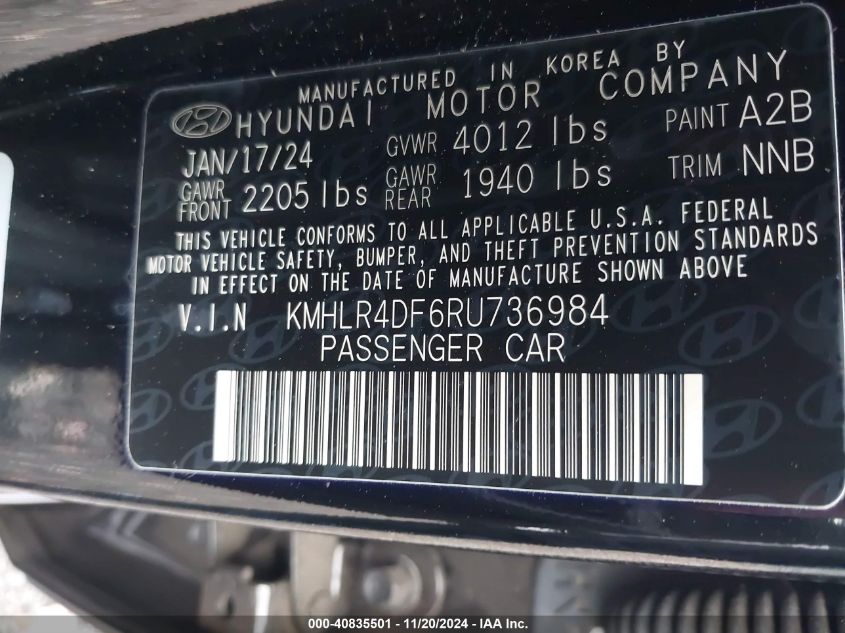 MANUFACTURED IN KOREA BY
HYUNDAI MOTOR COMPANY
JAN/17/24 GVWR 4012 lbs PAINT A2B
GAWR FRONT 2205 lbs GAWR REAR 1940 lbs TRIM NNB
THIS VEHICLE CONFORMS TO ALL APPLICABLE U.S.A. FEDERAL
MOTOR VEHICLE SAFETY, BUMPER, AND THEFT PREVENTION STANDARDS
IN EFFECT ON THE DATE OF MANUFACTURE SHOWN ABOVE
V.I.N KMHLR4DF6RU736984
PASSENGER CAR
000-40835501 - 11/20/2024 - IAA Inc.